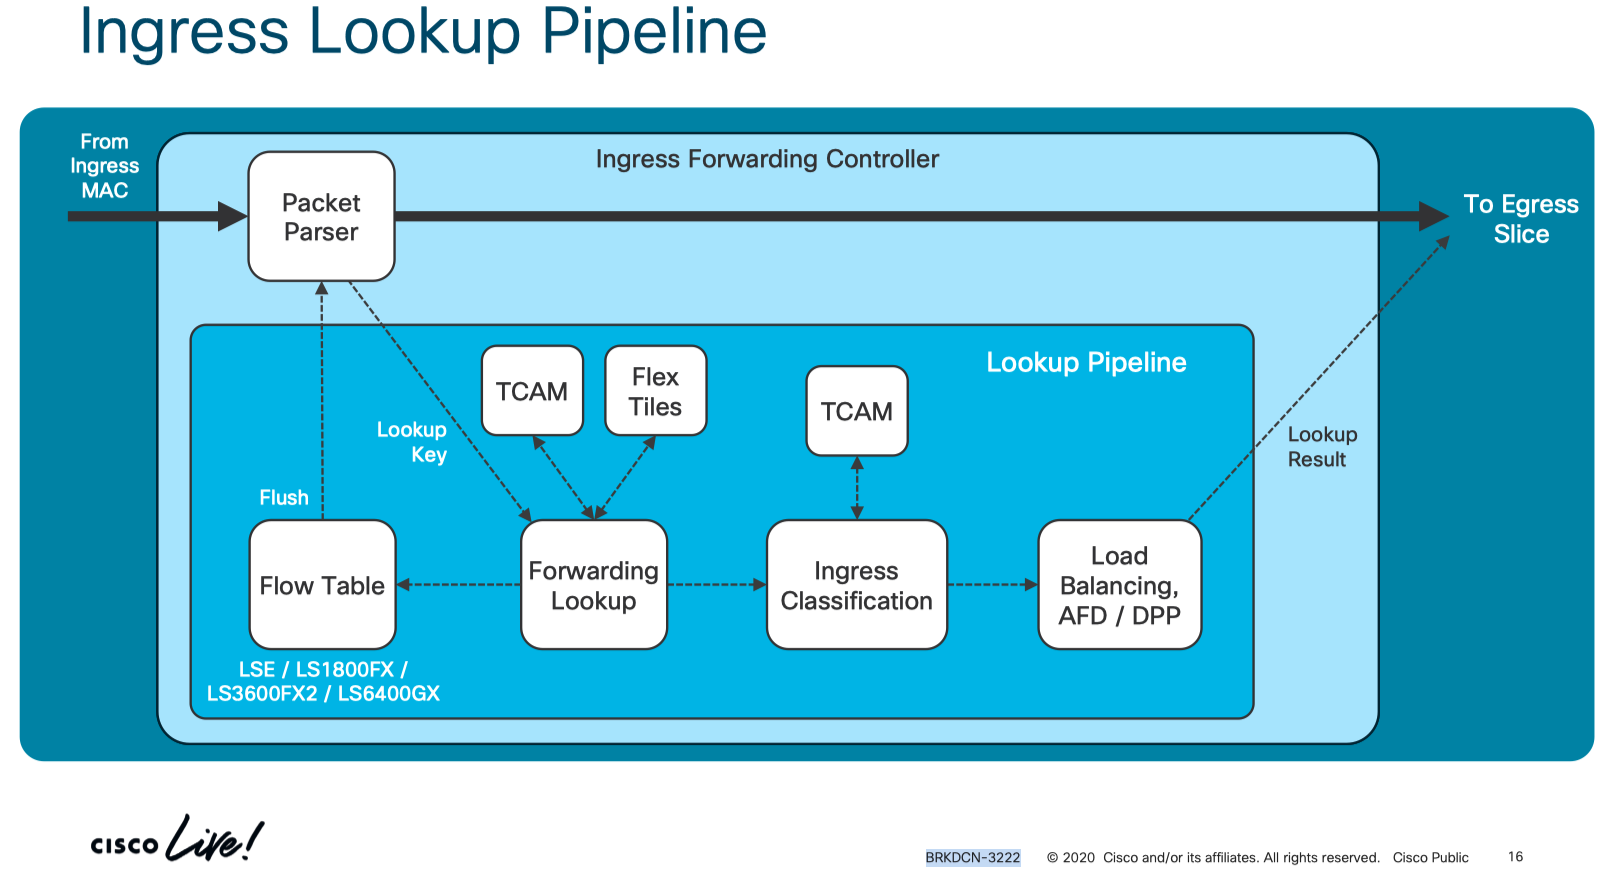 Ingress Lookup Pipeline
From
Ingress
MAC
Ingress Forwarding Controller
Packet
Parser
To Egress
Slice
Lookup Pipeline
TCAM
Flex
Tiles
TCAM
Lookup
Key
Lookup
Result
Flush
Flow Table
Forwarding
Lookup
Ingress
Classification
Load
Balancing,
AFD / DPP
LSE / LS1800FX /
LS3600FX2 / LS6400GX
CISCO Live!
BRKDCN-3222
© 2020 Cisco and/or its affiliates. All rights reserved. Cisco Public
16